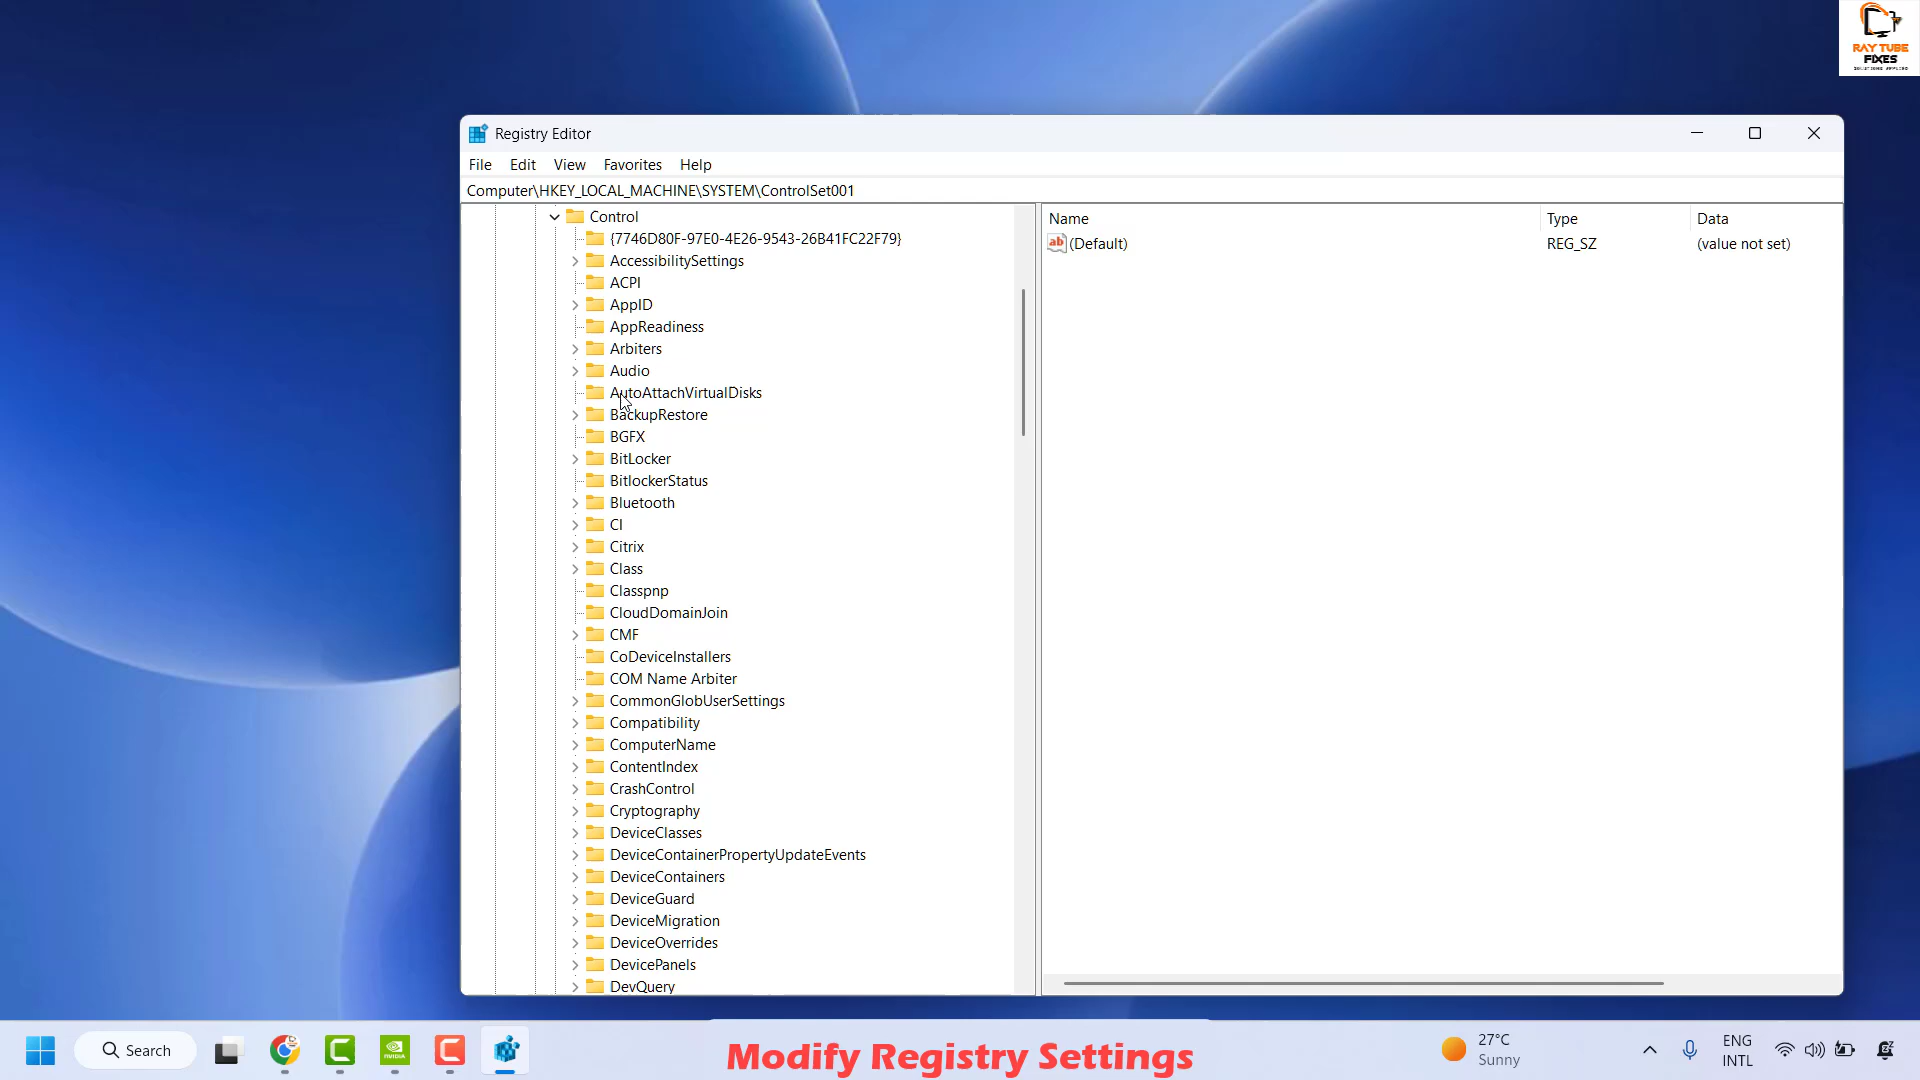 RAY TUBE
FIXES
Registry Editor
File Edit View Favorites Help
Computer\HKEY_LOCAL_MACHINE\SYSTEM\ControlSet001
Control
{7746D80F-97E0-4E26-9543-26B41FC22F79}
AccessibilitySettings
ACPI
AppID
AppReadiness
Arbiters
Audio
AutoAttachVirtualDisks
BackupRestore
BGFX
BitLocker
BitlockerStatus
Bluetooth
CI
Citrix
Class
Classpnp
CloudDomainJoin
CMF
CoDeviceInstallers
COM Name Arbiter
CommonGlobUserSettings
Compatibility
ComputerName
ContentIndex
CrashControl
Cryptography
DeviceClasses
DeviceContainerPropertyUpdateEvents
DeviceContainers
DeviceGuard
DeviceMigration
DeviceOverrides
DevicePanels
DevQuery
Name Type Data
ab (Default) REG_SZ (value not set)
Search
NVIDIA
Modify Registry Settings
27°C
Sunny
ENG
INTL